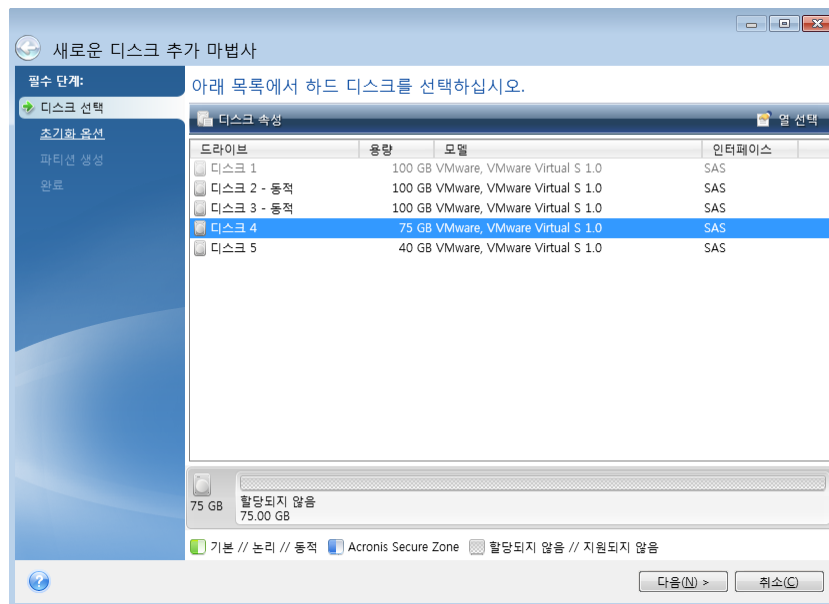 새로운 디스크 추가 마법사
필수 단계:
디스크 선택
초기화 옵션
파티션 생성
완료
아래 목록에서 하드 디스크를 선택하십시오.
디스크 속성 열 선택
드라이브 용량 모델 인터페이스
디스크 1 100 GB VMware, VMware Virtual S 1.0 SAS
디스크 2 - 동적 100 GB VMware, VMware Virtual S 1.0 SAS
디스크 3 - 동적 100 GB VMware, VMware Virtual S 1.0 SAS
디스크 4 75 GB VMware, VMware Virtual S 1.0 SAS
디스크 5 40 GB VMware, VMware Virtual S 1.0 SAS
75 GB
할당되지 않음
75.00 GB
기본 // 논리 // 동적 Acronis Secure Zone 할당되지 않음 // 지원되지 않음
다음(N) > 취소(C)